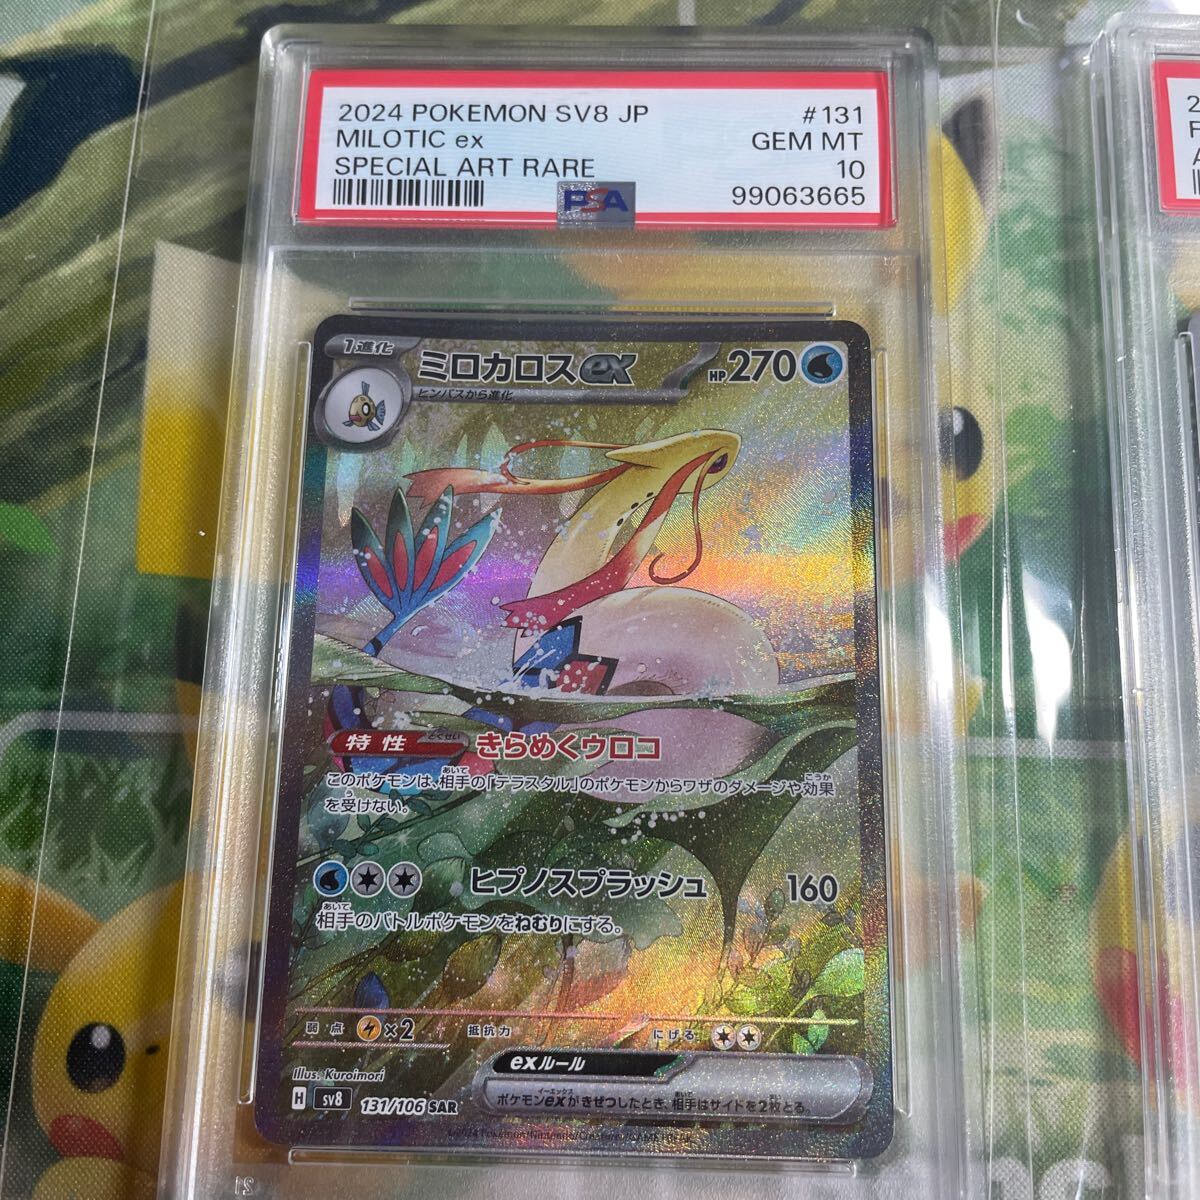 2024 POKEMON SV8 JP #131
MILOTIC ex GEM MT
SPECIAL ART RARE 10
PSA 99063665
1進化
ミロカロスex HP270
ヒンバスから進化
特性 とくせい きらめくウロコ
このポケモンは、相手の「テラスタル」のポケモンからワザのダメージや効果
を受けない。
ヒプノスプラッシュ 160
相手のバトルポケモンをねむりにする。
弱点 ×2 抵抗力 にげる
exルール
ポケモンexがきぜつしたとき、相手はサイドを2枚とる。
Illus. Kuroimori
H sv8 131/106 SAR